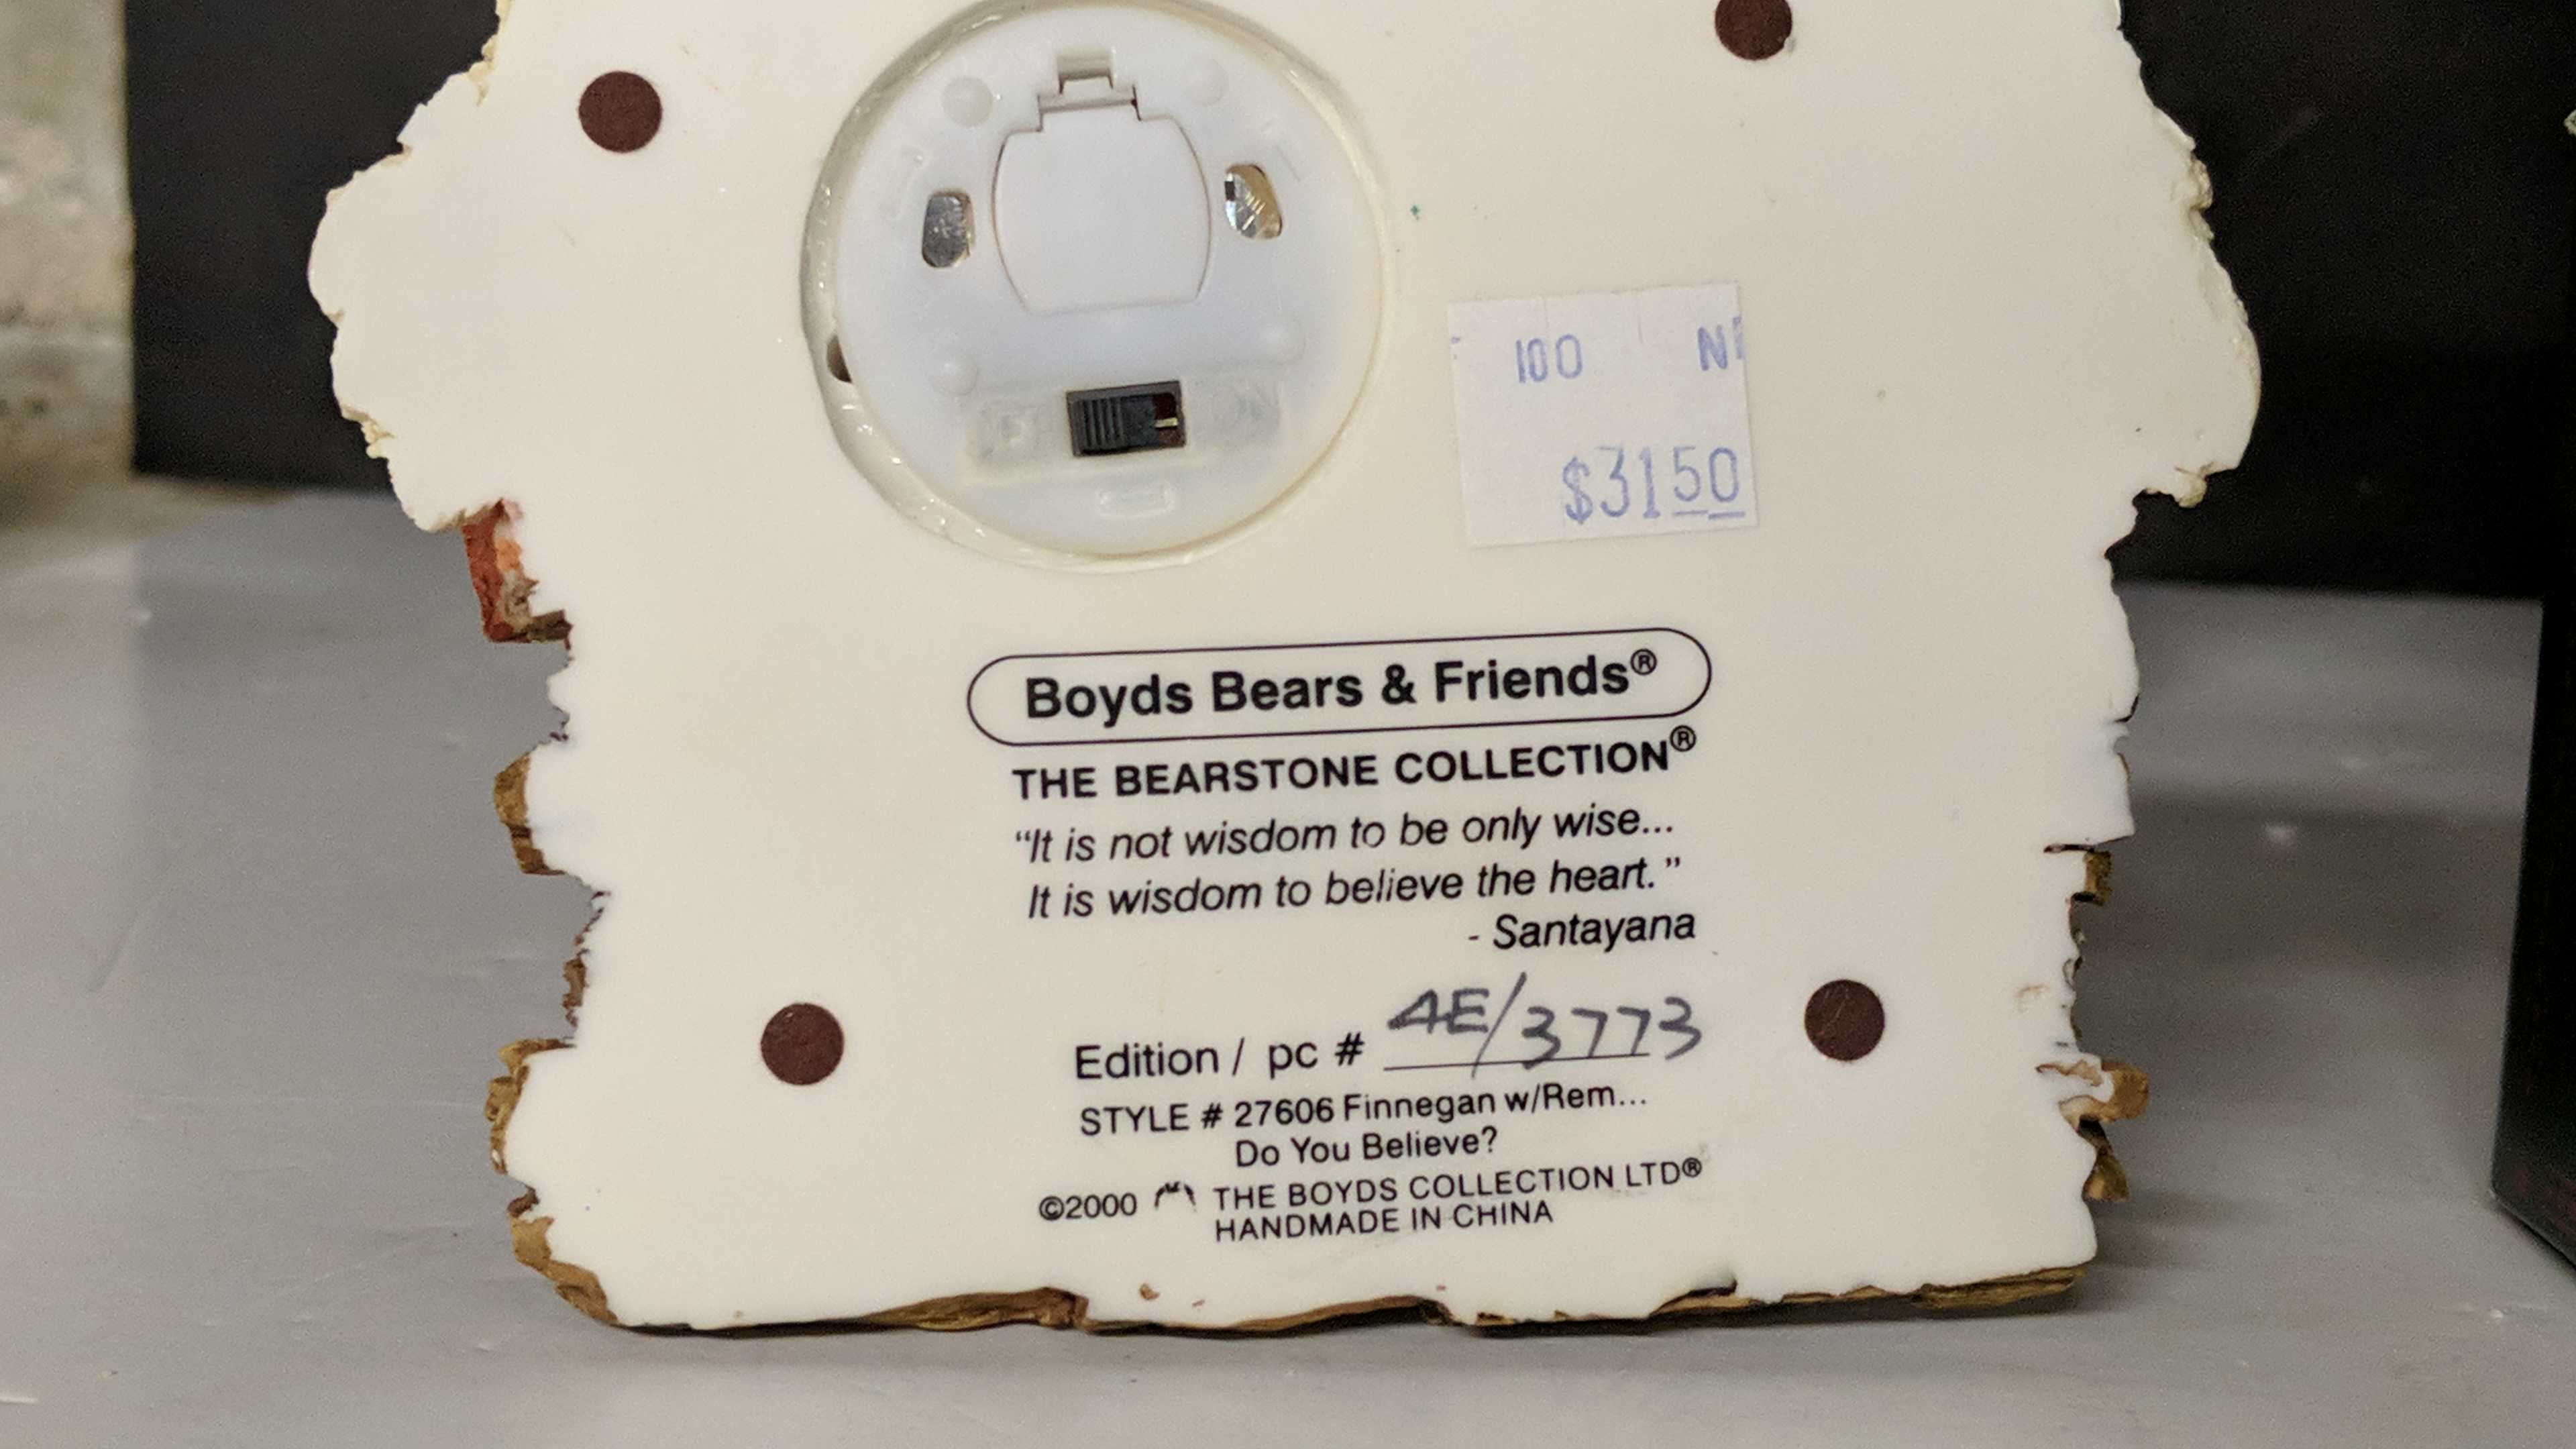 100
$31.50
Boyds Bears & Friends®
THE BEARSTONE COLLECTION®
“It is not wisdom to be only wise...
It is wisdom to believe the heart.”
- Santayana
Edition / pc # 4E/3773
STYLE # 27606 Finnegan w/Rem...
Do You Believe?
©2000 THE BOYDS COLLECTION LTD®
HANDMADE IN CHINA